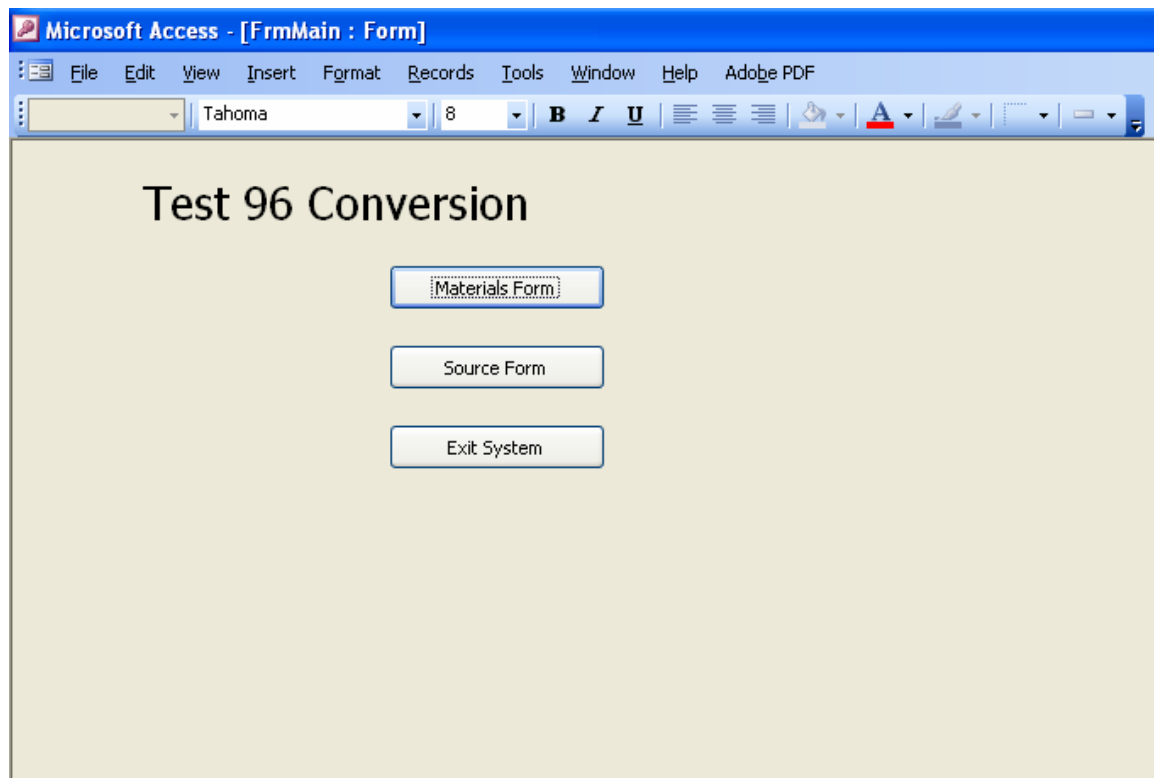 Microsoft Access - [FrmMain : Form]
File Edit View Insert Format Records Tools Window Help Adobe PDF
Tahoma 8 B I U A
Test 96 Conversion
Materials Form
Source Form
Exit System